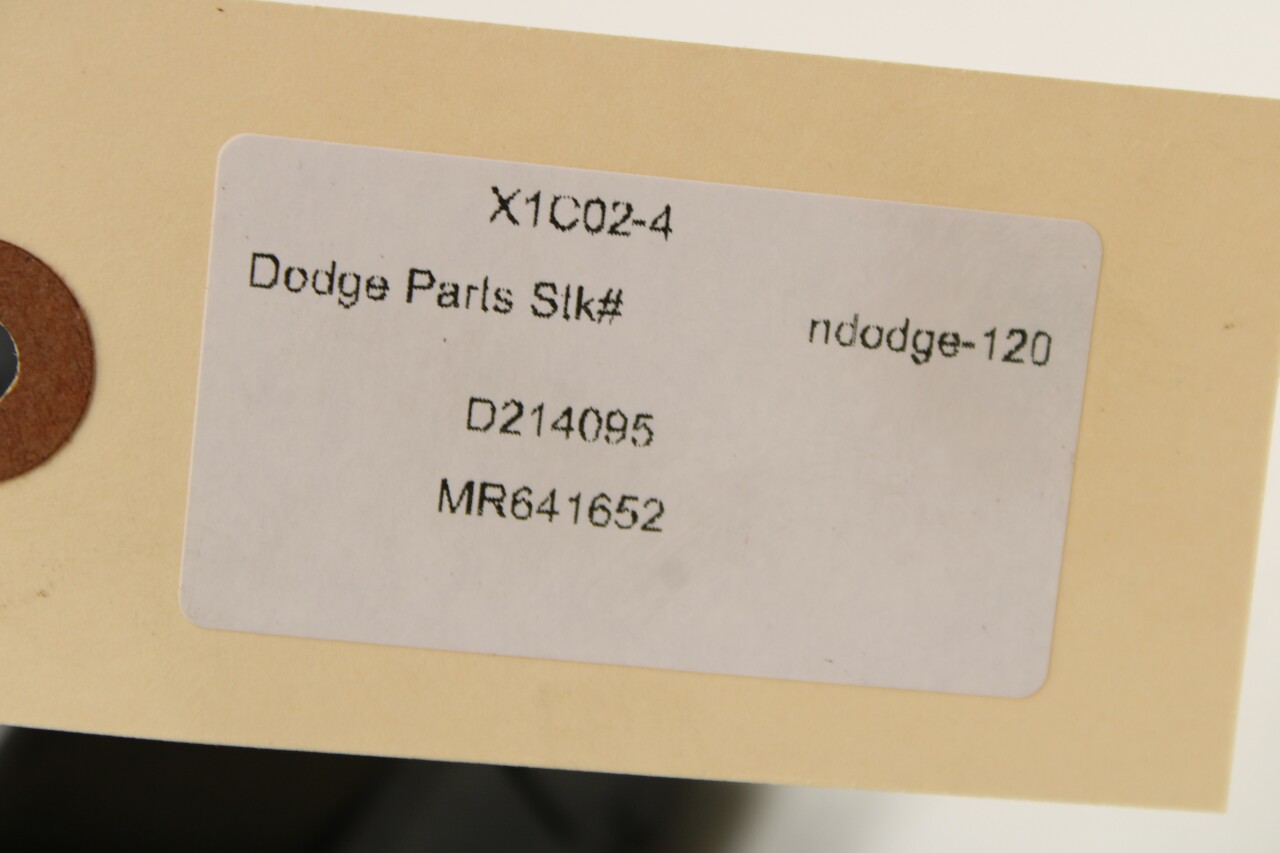 X1C02-4
Dodge Parts Stk#
ndodge-120
D214095
MR641652